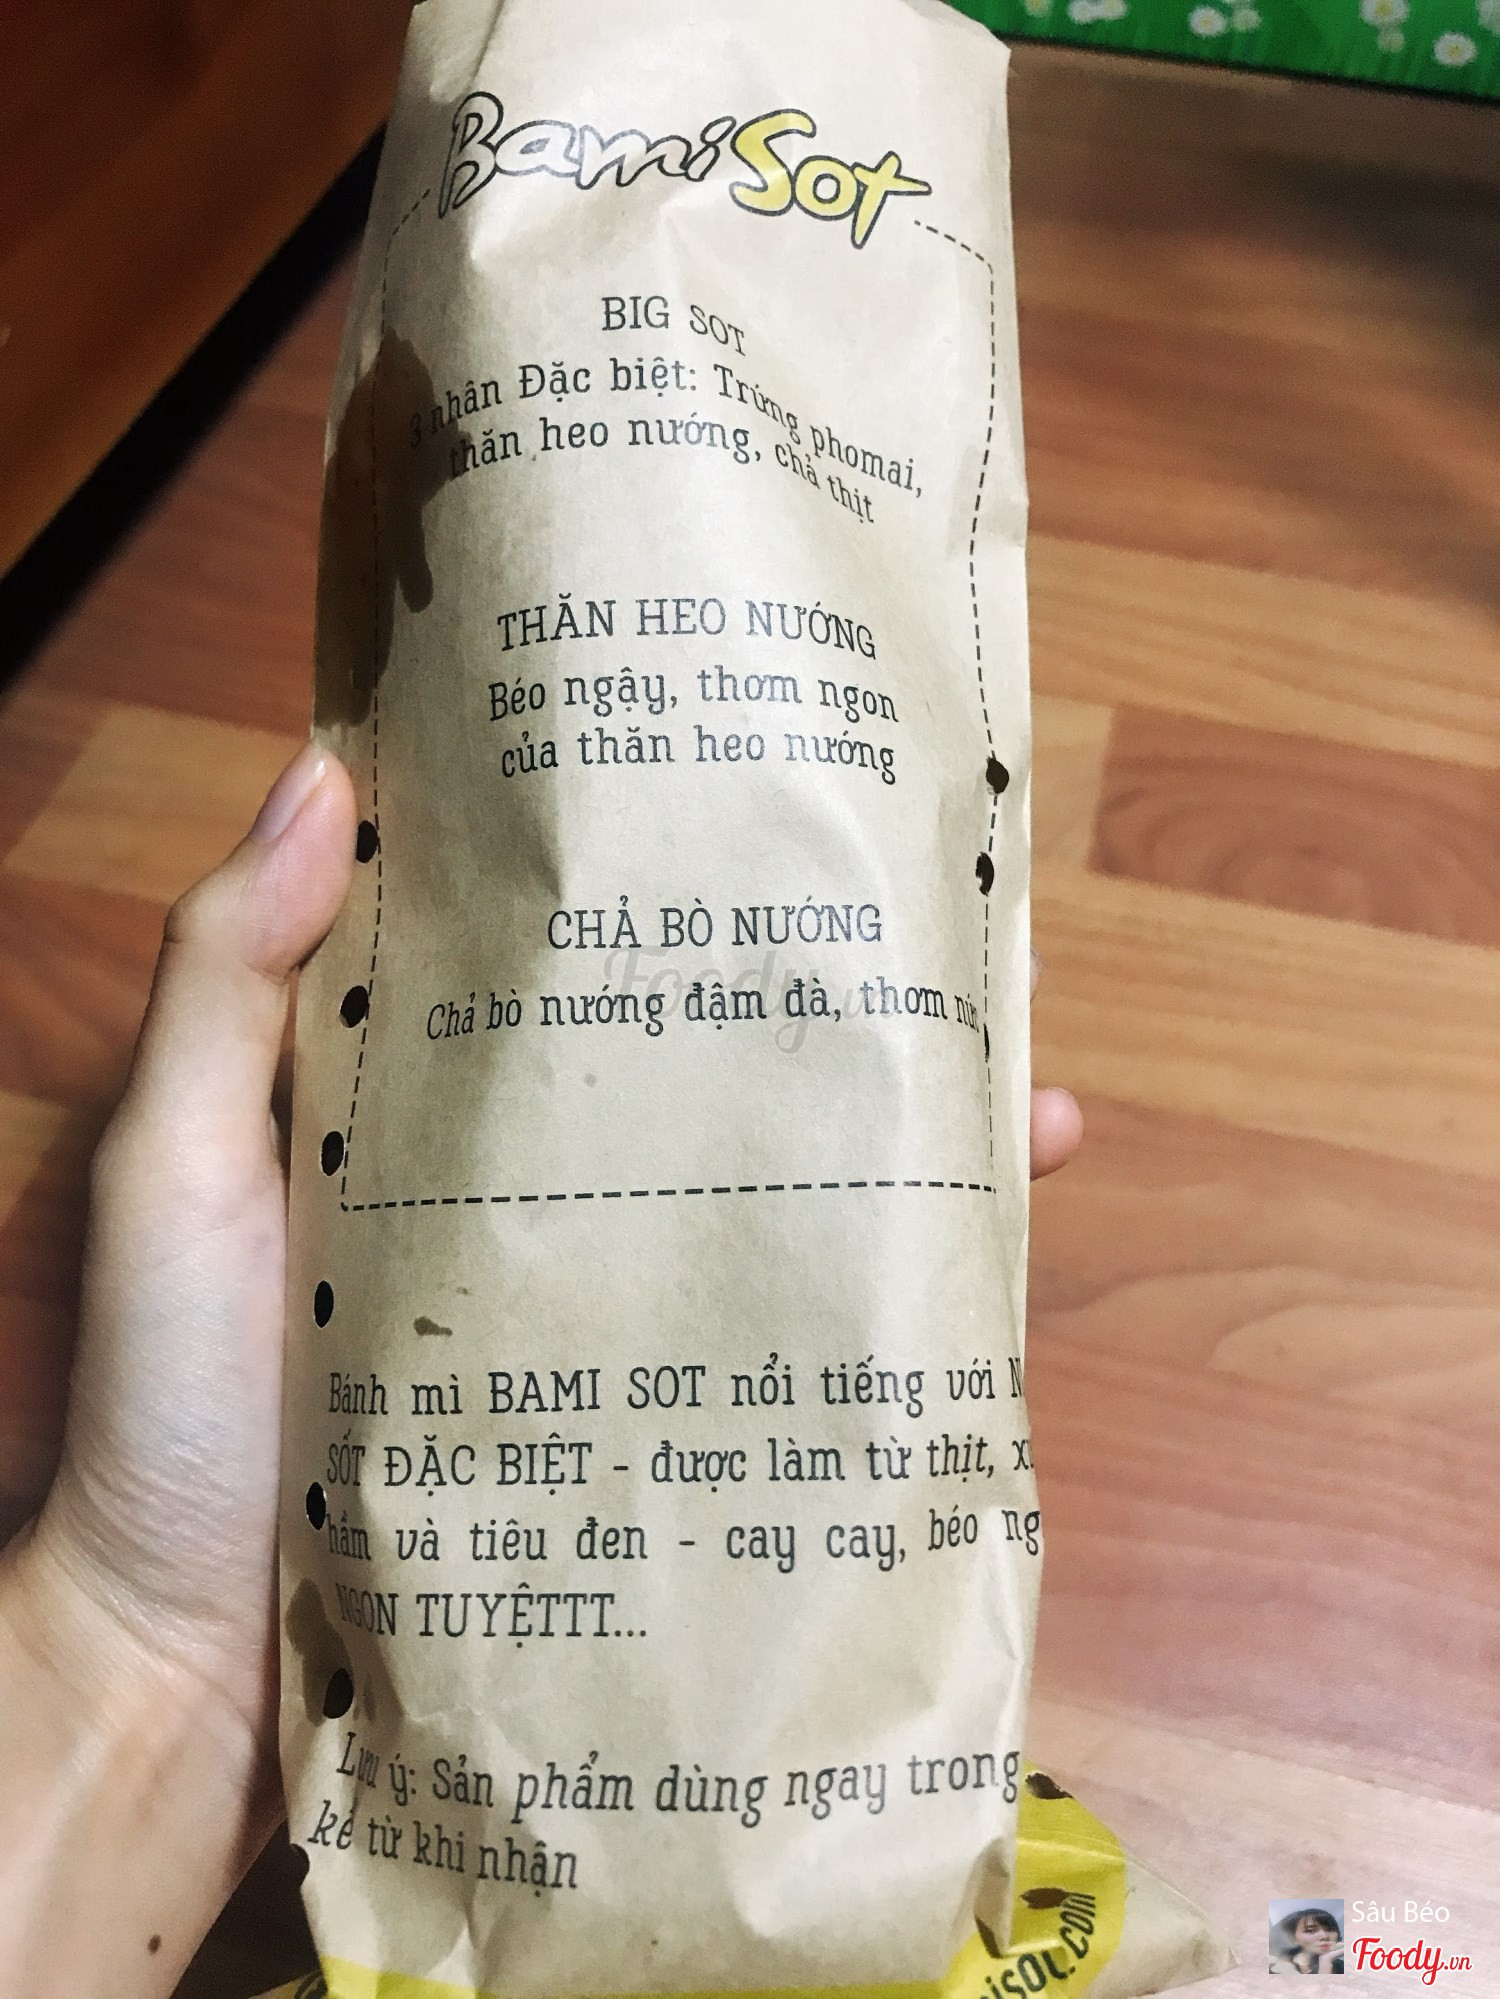 BamiSot
BIG SOT
3 nhân Đặc biệt: Trứng phomai,
thăn heo nướng, chả thịt
THĂN HEO NƯỚNG
Béo ngậy, thơm ngon
của thăn heo nướng
CHẢ BÒ NƯỚNG
Chả bò nướng đậm đà, thơm
Bánh mì BAMI SOT nổi tiếng với
SỐT ĐẶC BIỆT - được làm từ thịt,
hầm và tiêu đen - cay cay, béo
NGON TUYỆTTT...
Lưu ý: Sản phẩm dùng ngay trong
kể từ khi nhận
Foody.vn
Sâu Béo
Foody.vn